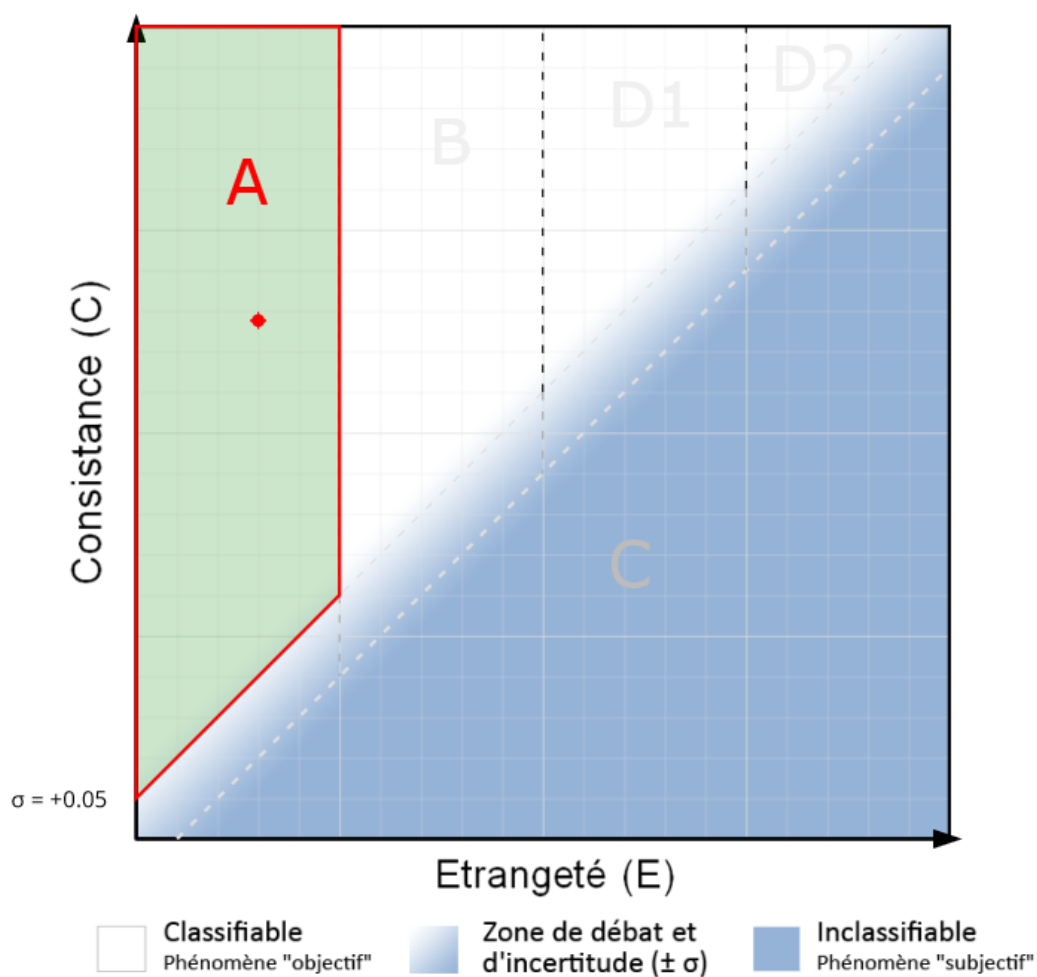 D2
D1
B
A
Consistance (C)
C
σ = +0.05
Etrangeté (E)
Classifiable
Phénomène "objectif"
Zone de débat et
d'incertitude (± σ)
Inclassifiable
Phénomène "subjectif"